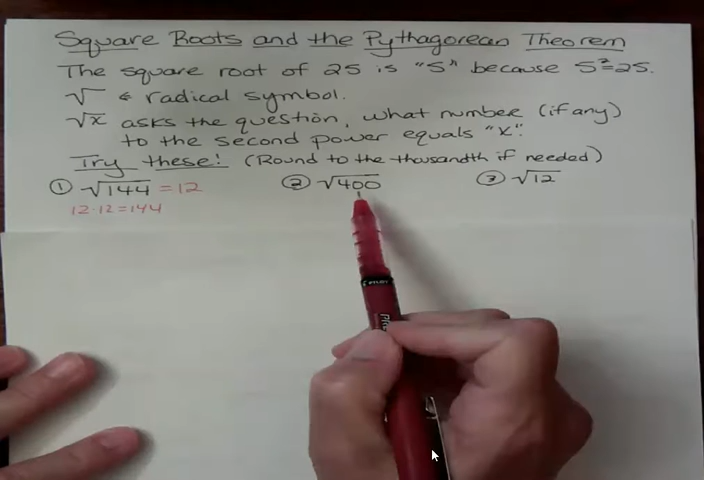 Square Roots and the Pythagorean Theorem
The square root of 25 is "5" because 5²=25.
√ ← radical symbol.
√x asks the question, what number (if any)
to the second power equals "x".
Try these! (Round to the thousandth if needed)
① √144 = 12 ② √400 ③ √12
12·12=144